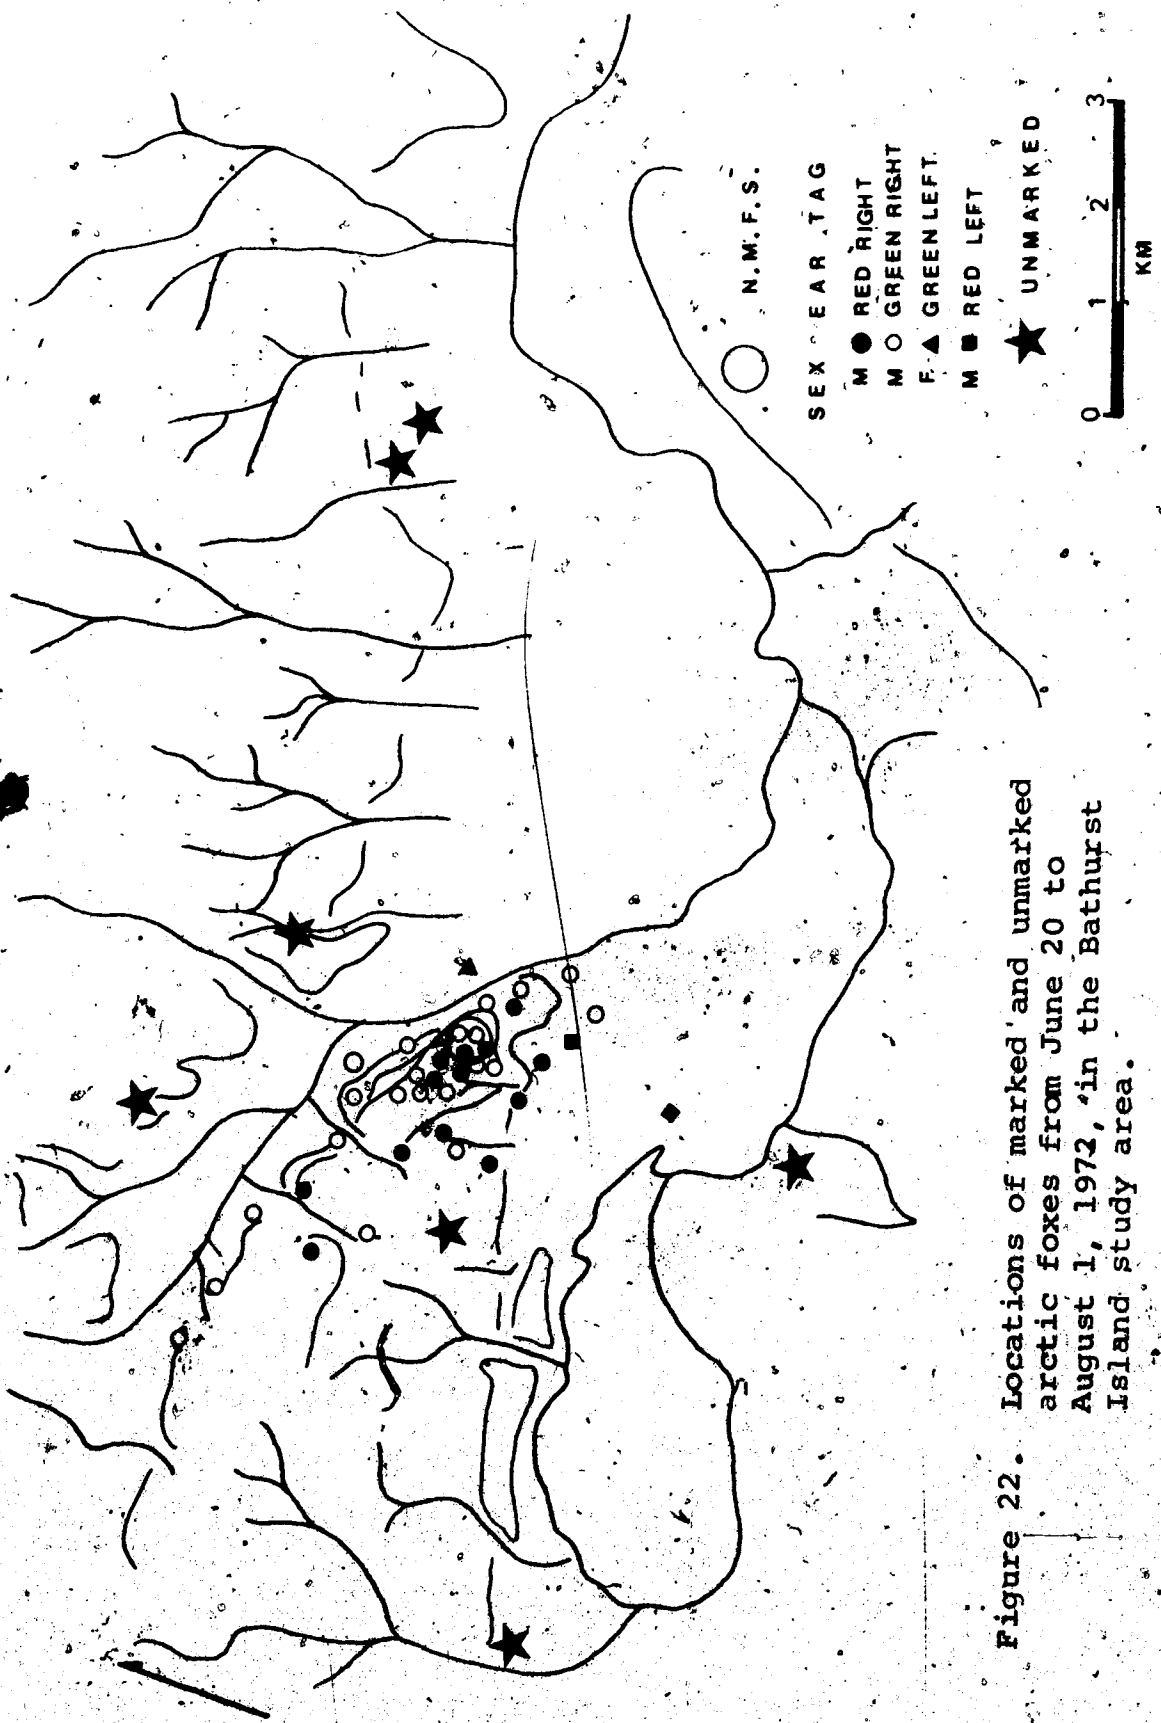 N.M.F.S.
SEX EAR TAG
M RED RIGHT
M GREEN RIGHT
F GREEN LEFT
M RED LEFT
UNMARKED
0 1 2 3
KM
Figure 22. Locations of marked and unmarked
arctic foxes from June 20 to
August 1, 1972, in the Bathurst
Island study area.